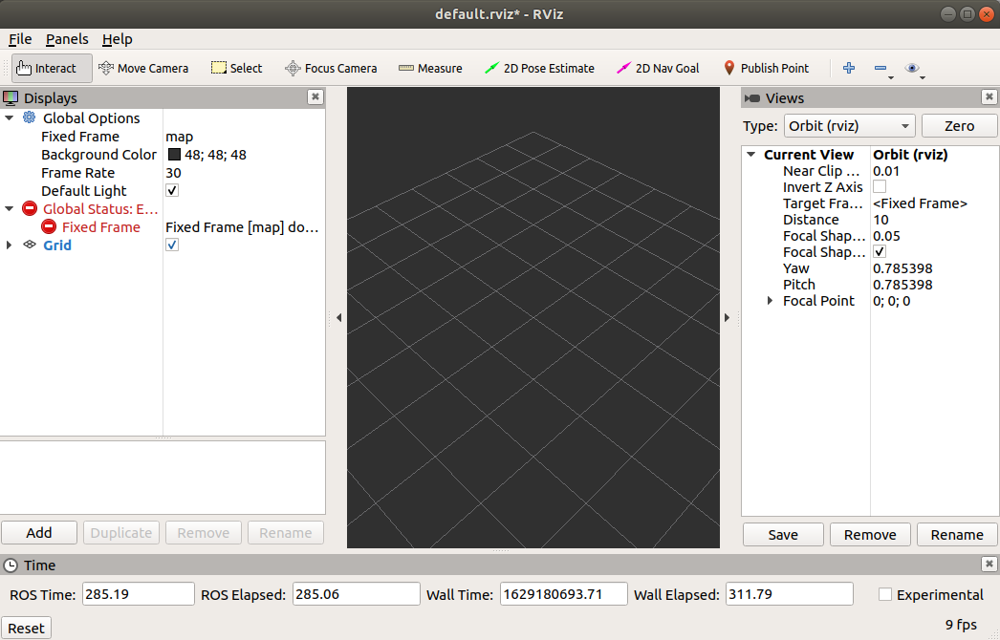 default.rviz* - RViz
File Panels Help
Interact Move Camera Select Focus Camera Measure 2D Pose Estimate 2D Nav Goal Publish Point
Displays
Global Options
Fixed Frame map
Background Color 48; 48; 48
Frame Rate 30
Default Light
Global Status: E...
Fixed Frame Fixed Frame [map] do...
Grid
Add Duplicate Remove Rename
Views
Type: Orbit (rviz) Zero
Current View Orbit (rviz)
Near Clip ... 0.01
Invert Z Axis
Target Fra... <Fixed Frame>
Distance 10
Focal Shap... 0.05
Focal Shap...
Yaw 0.785398
Pitch 0.785398
Focal Point 0; 0; 0
Save Remove Rename
Time
ROS Time: 285.19 ROS Elapsed: 285.06 Wall Time: 1629180693.71 Wall Elapsed: 311.79 Experimental
Reset 9 fps